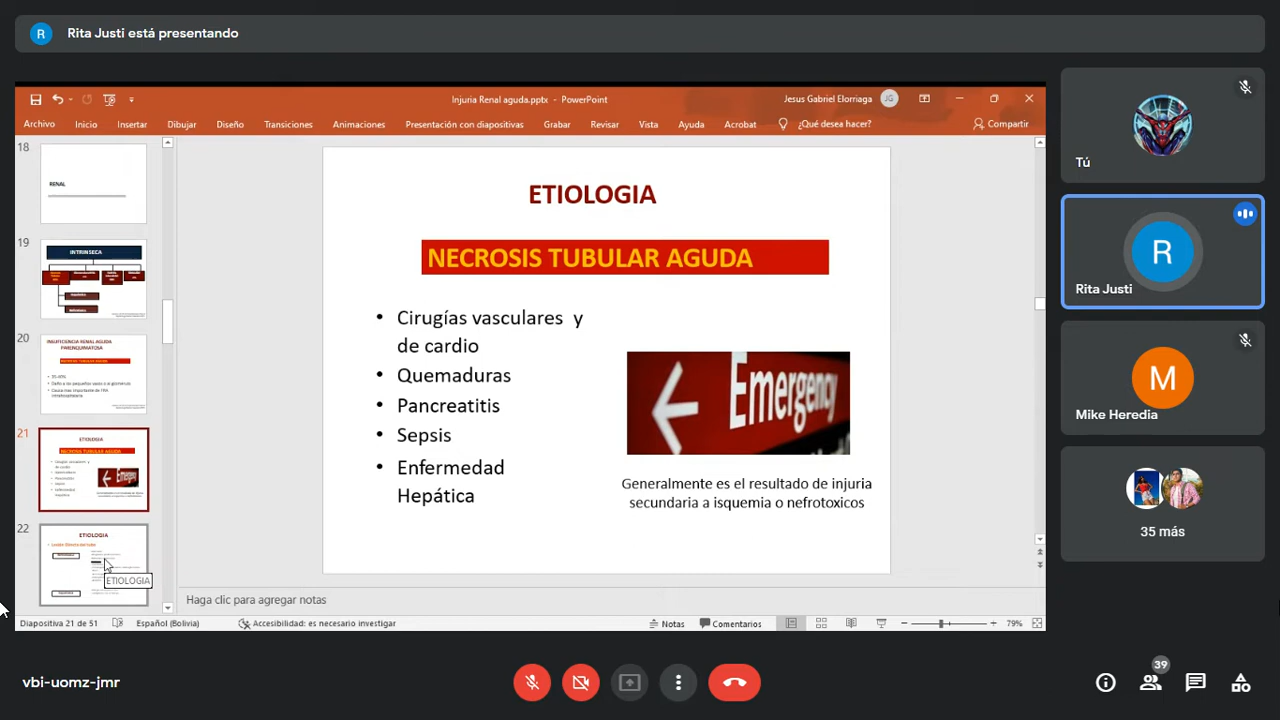 R Rita Justi está presentando
Injuria Renal aguda.pptx - PowerPoint
Jesus Gabriel Elorriaga JG
Archivo Inicio Insertar Dibujar Diseño Transiciones Animaciones Presentación con diapositivas Grabar Revisar Vista Ayuda Acrobat ¿Qué desea hacer? Compartir
18
RENAL
19
INTRINSECA
20
INSUFICIENCIA RENAL AGUDA
PARENQUIMATOSA
NECROSIS TUBULAR AGUDA
21
ETIOLOGIA
NECROSIS TUBULAR AGUDA
22
ETIOLOGIA
ETIOLOGIA
ETIOLOGIA
NECROSIS TUBULAR AGUDA
• Cirugías vasculares y
de cardio
• Quemaduras
• Pancreatitis
• Sepsis
• Enfermedad
Hepática
Emergency
Generalmente es el resultado de injuria
secundaria a isquemia o nefrotoxicos
Haga clic para agregar notas
Diapositiva 21 de 51 Español (Bolivia) Accesibilidad: es necesario investigar Notas Comentarios 79%
Tú
R
Rita Justi
M
Mike Heredia
35 más
vbi-uomz-jmr
39